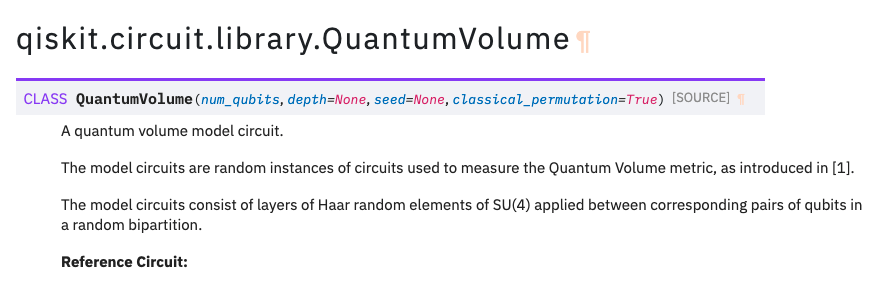 qiskit.circuit.library.QuantumVolume¶
CLASS QuantumVolume(num_qubits, depth=None, seed=None, classical_permutation=True) [SOURCE] ¶
A quantum volume model circuit.
The model circuits are random instances of circuits used to measure the Quantum Volume metric, as introduced in [1].
The model circuits consist of layers of Haar random elements of SU(4) applied between corresponding pairs of qubits in
a random bipartition.
Reference Circuit: